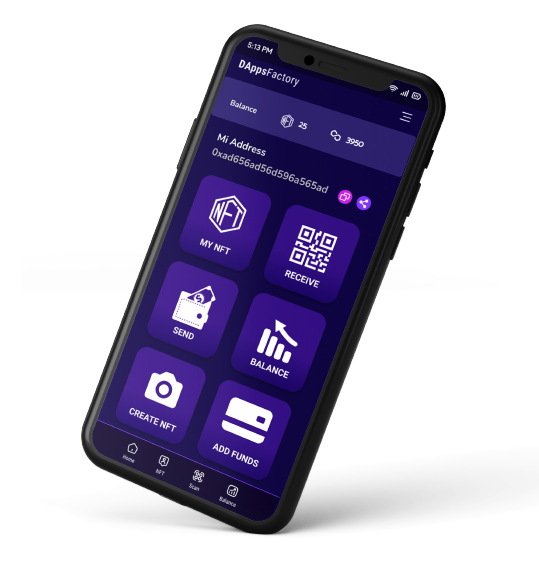 5:13 PM
DAppsFactory
Balance 25 3950
Mi Address
0xad656ad56d596a565ad
NFT
MY NFT
RECEIVE
SEND
BALANCE
CREATE NFT
ADD FUNDS
Home NFT Scan Balance